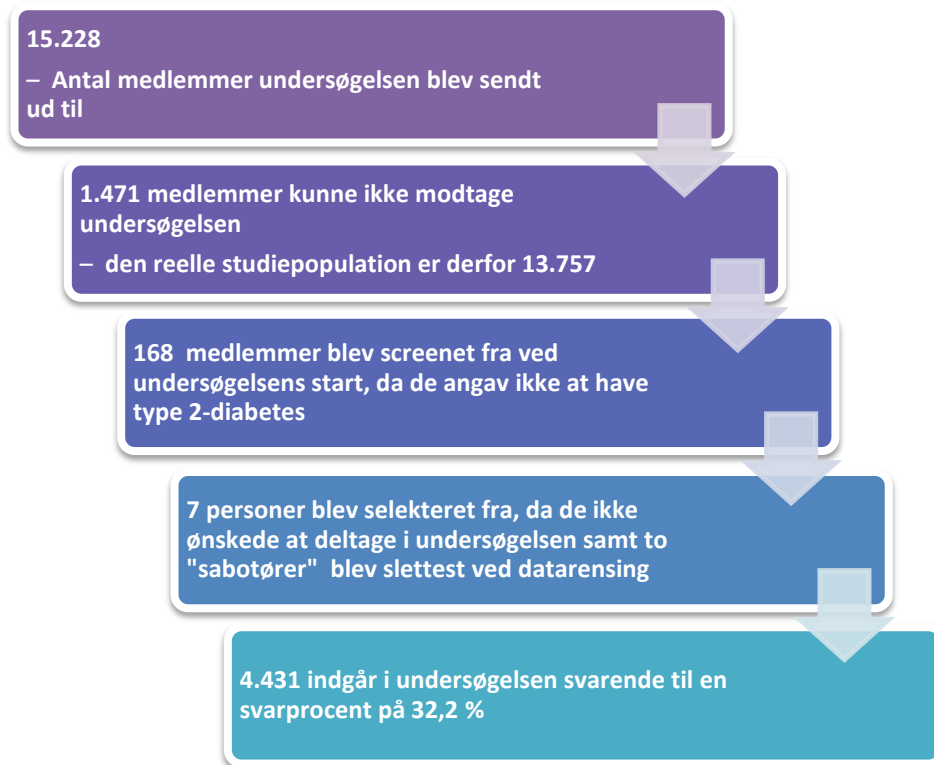 15.228
– Antal medlemmer undersøgelsen blev sendt
ud til
1.471 medlemmer kunne ikke modtage
undersøgelsen
– den reelle studiepopulation er derfor 13.757
168 medlemmer blev screenet fra ved
undersøgelsens start, da de angav ikke at have
type 2-diabetes
7 personer blev selekteret fra, da de ikke
ønskede at deltage i undersøgelsen samt to
"sabotører" blev slettest ved datarensing
4.431 indgår i undersøgelsen svarende til en
svarprocent på 32,2 %